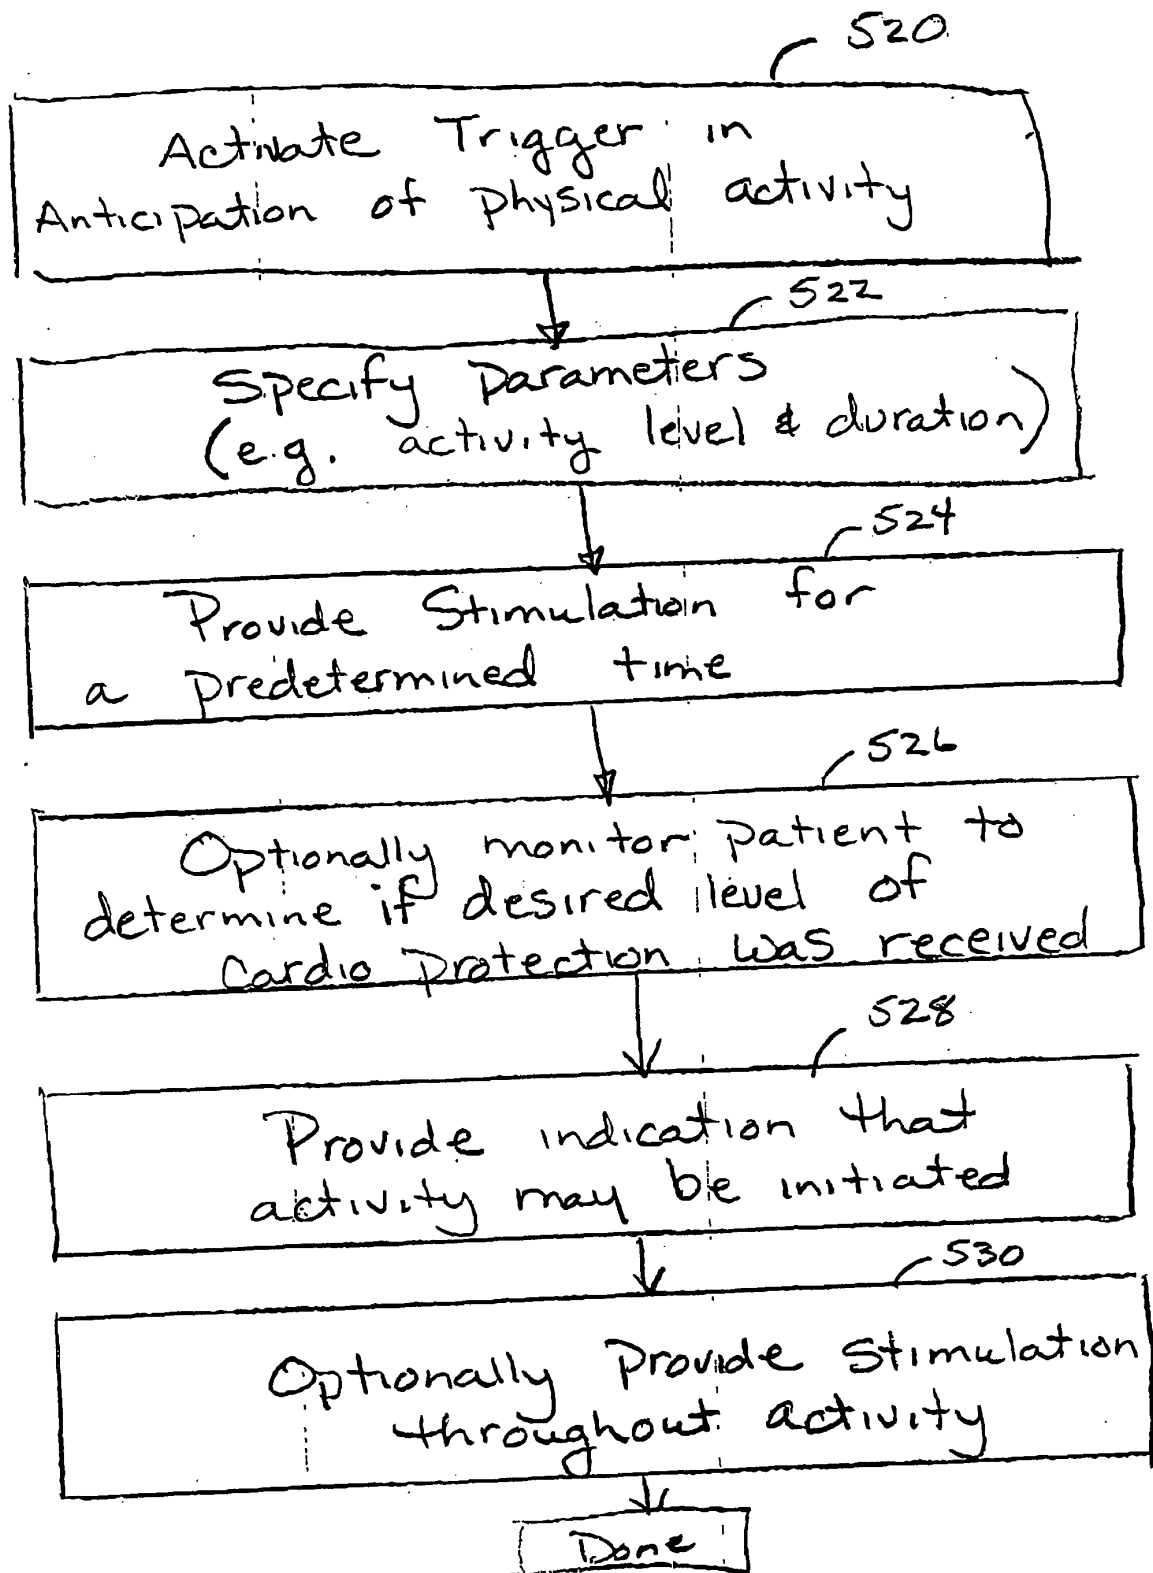 520
Activate Trigger in
Anticipation of physical activity
522
Specify Parameters
(e.g. activity level & duration)
524
Provide Stimulation for
a predetermined time
526
Optionally monitor patient to
determine if desired level of
Cardio Protection was received
528
Provide indication that
activity may be initiated
530
Optionally Provide Stimulation
throughout activity
Done